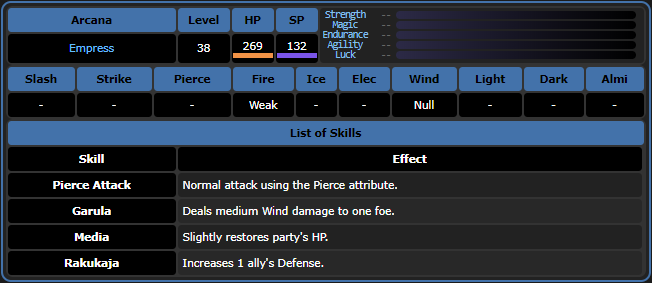 Arcana Level HP SP
Empress 38 269 132
Strength --
Magic --
Endurance --
Agility --
Luck --
Slash Strike Pierce Fire Ice Elec Wind Light Dark Almi
- - - Weak - - Null - - -
List of Skills
Skill Effect
Pierce Attack Normal attack using the Pierce attribute.
Garula Deals medium Wind damage to one foe.
Media Slightly restores party's HP.
Rakukaja Increases 1 ally's Defense.